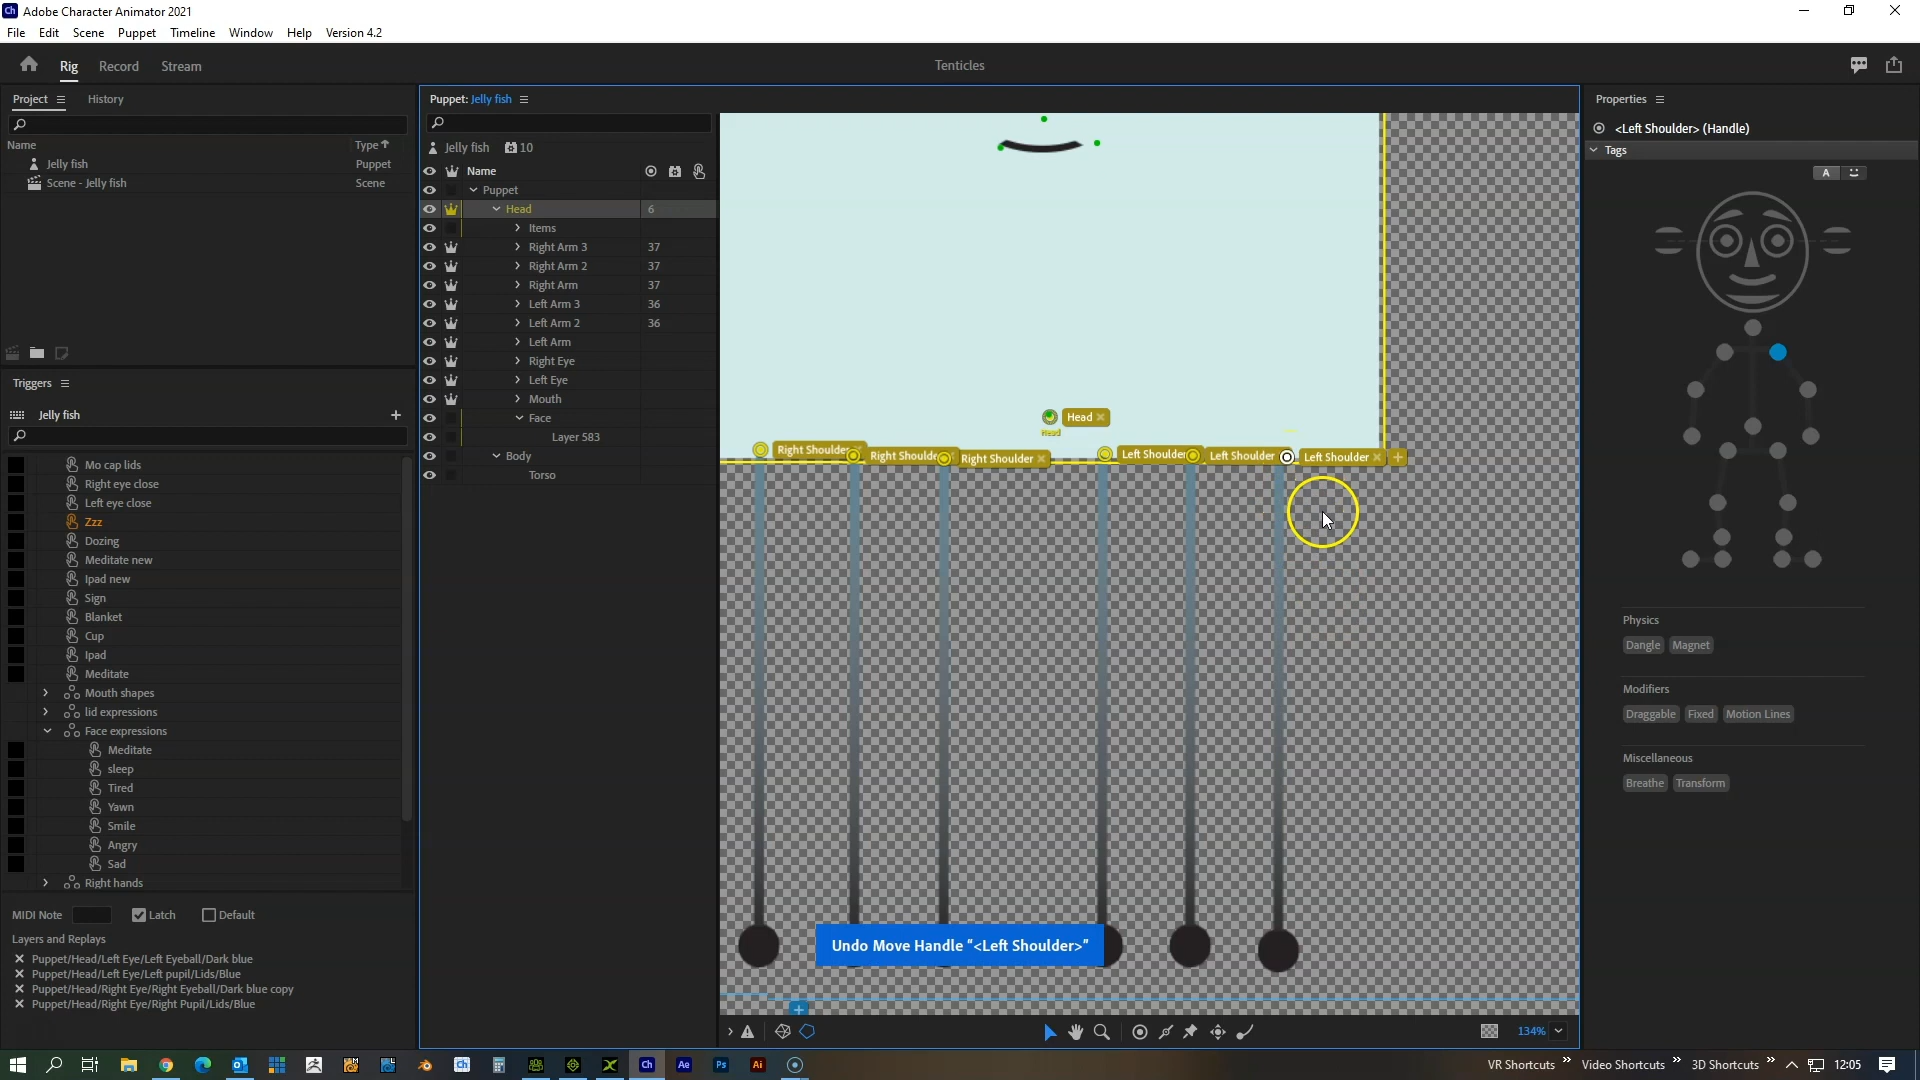 Ch Adobe Character Animator 2021
File Edit Scene Puppet Timeline Window Help Version 4.2
Rig Record Stream
Tenticles
Project History
Name Type
Jelly fish Puppet
Scene - Jelly fish Scene
Triggers
Jelly fish
Mo cap lids
Right eye close
Left eye close
Zzz
Dozing
Meditate new
Ipad new
Sign
Blanket
Cup
Ipad
Meditate
Mouth shapes
lid expressions
Face expressions
Meditate
sleep
Tired
Yawn
Smile
Angry
Sad
Right hands
MIDI Note Latch Default
Layers and Replays
Puppet/Head/Left Eye/Left Eyeball/Dark blue
Puppet/Head/Left Eye/Left pupil/Lids/Blue
Puppet/Head/Right Eye/Right Eyeball/Dark blue copy
Puppet/Head/Right Eye/Right Pupil/Lids/Blue
Puppet: Jelly fish
Jelly fish 10
Name
Puppet
Head 6
Items
Right Arm 3 37
Right Arm 2 37
Right Arm 37
Left Arm 3 36
Left Arm 2 36
Left Arm
Right Eye
Left Eye
Mouth
Face
Layer 583
Body
Torso
Head
Head
Right Shoulder Right Shoulder Right Shoulder Left Shoulder Left Shoulder Left Shoulder
Undo Move Handle “<Left Shoulder>”
134%
Properties
<Left Shoulder> (Handle)
Tags
A
Physics
Dangle Magnet
Modifiers
Draggable Fixed Motion Lines
Miscellaneous
Breathe Transform
Ch Ch Ae Ps Ai
VR Shortcuts Video Shortcuts 3D Shortcuts 12:05